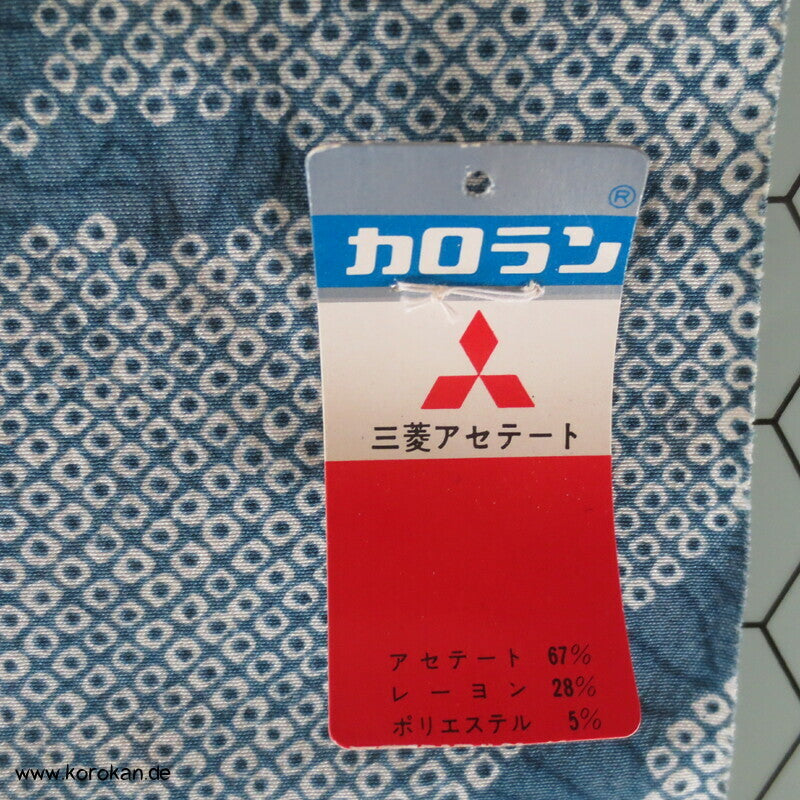 ®
カロラン
三菱アセテート
アセテート 67%
レーヨン 28%
ポリエステル 5%
www.korokan.de